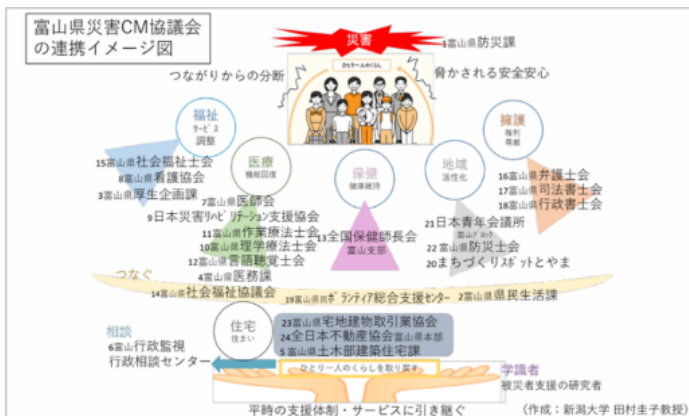 富山県災害CM協議会
の連携イメージ図
災害
1富山県防災課
ひとり一人のくらし
つながりからの分断
脅かされる安全安心
福祉
サービス
調整
医療
機能回復
保健
健康維持
地域
活性化
擁護
権利
尊厳
15富山県社会福祉士会
8富山県看護協会
3富山県厚生企画課
7富山県医師会
9日本災害リハビリテーション支援協会
11富山県作業療法士会
10富山県理学療法士会
12富山県言語聴覚士会
4富山県医務課
13全国保健師長会
富山支部
21日本青年会議所
富山ブロック
22富山県防災士会
20まちづくりスポットとやま
16富山県弁護士会
17富山県司法書士会
18富山県行政書士会
つなぐ
14富山県社会福祉協議会
19富山県民ボランティア総合支援センター
2富山県県民生活課
相談
6富山行政監視
行政相談センター
住宅
住まい
23富山県宅地建物取引業協会
24全日本不動産協会富山県本部
5富山県土木部建築住宅課
ひとり一人のくらしを取り戻す
学識者
被災者支援の研究者
平時の支援体制・サービスに引き継ぐ
(作成:新潟大学 田村圭子教授)